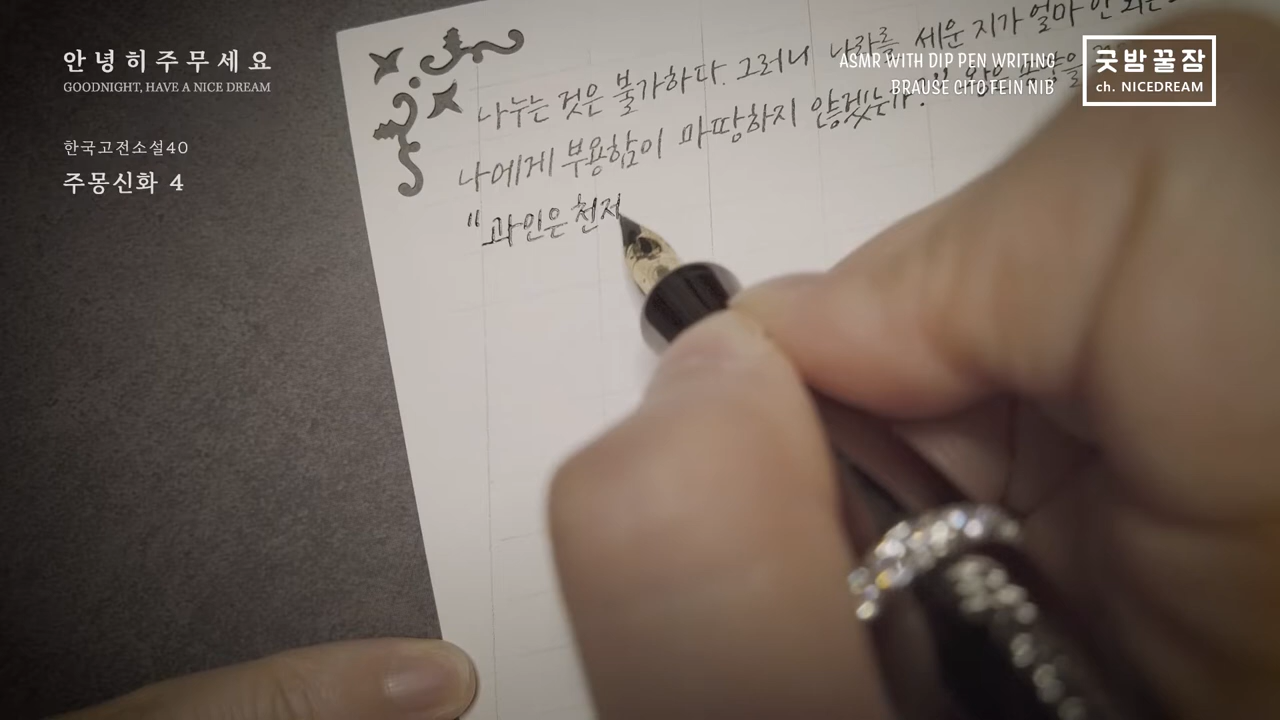 안녕히주무세요
GOODNIGHT, HAVE A NICE DREAM
한국고전소설40
주몽신화 4
ASMR WITH DIP PEN WRITING
BRAUSE CITO FEIN NIB
굿밤꿀잠
ch. NICEDREAM
나누는 것은 불가하다. 그러니 나라를 세운 지가 얼마 안 되는
나에게 부용함이 마땅하지 않겠는가."
"과인은 천저